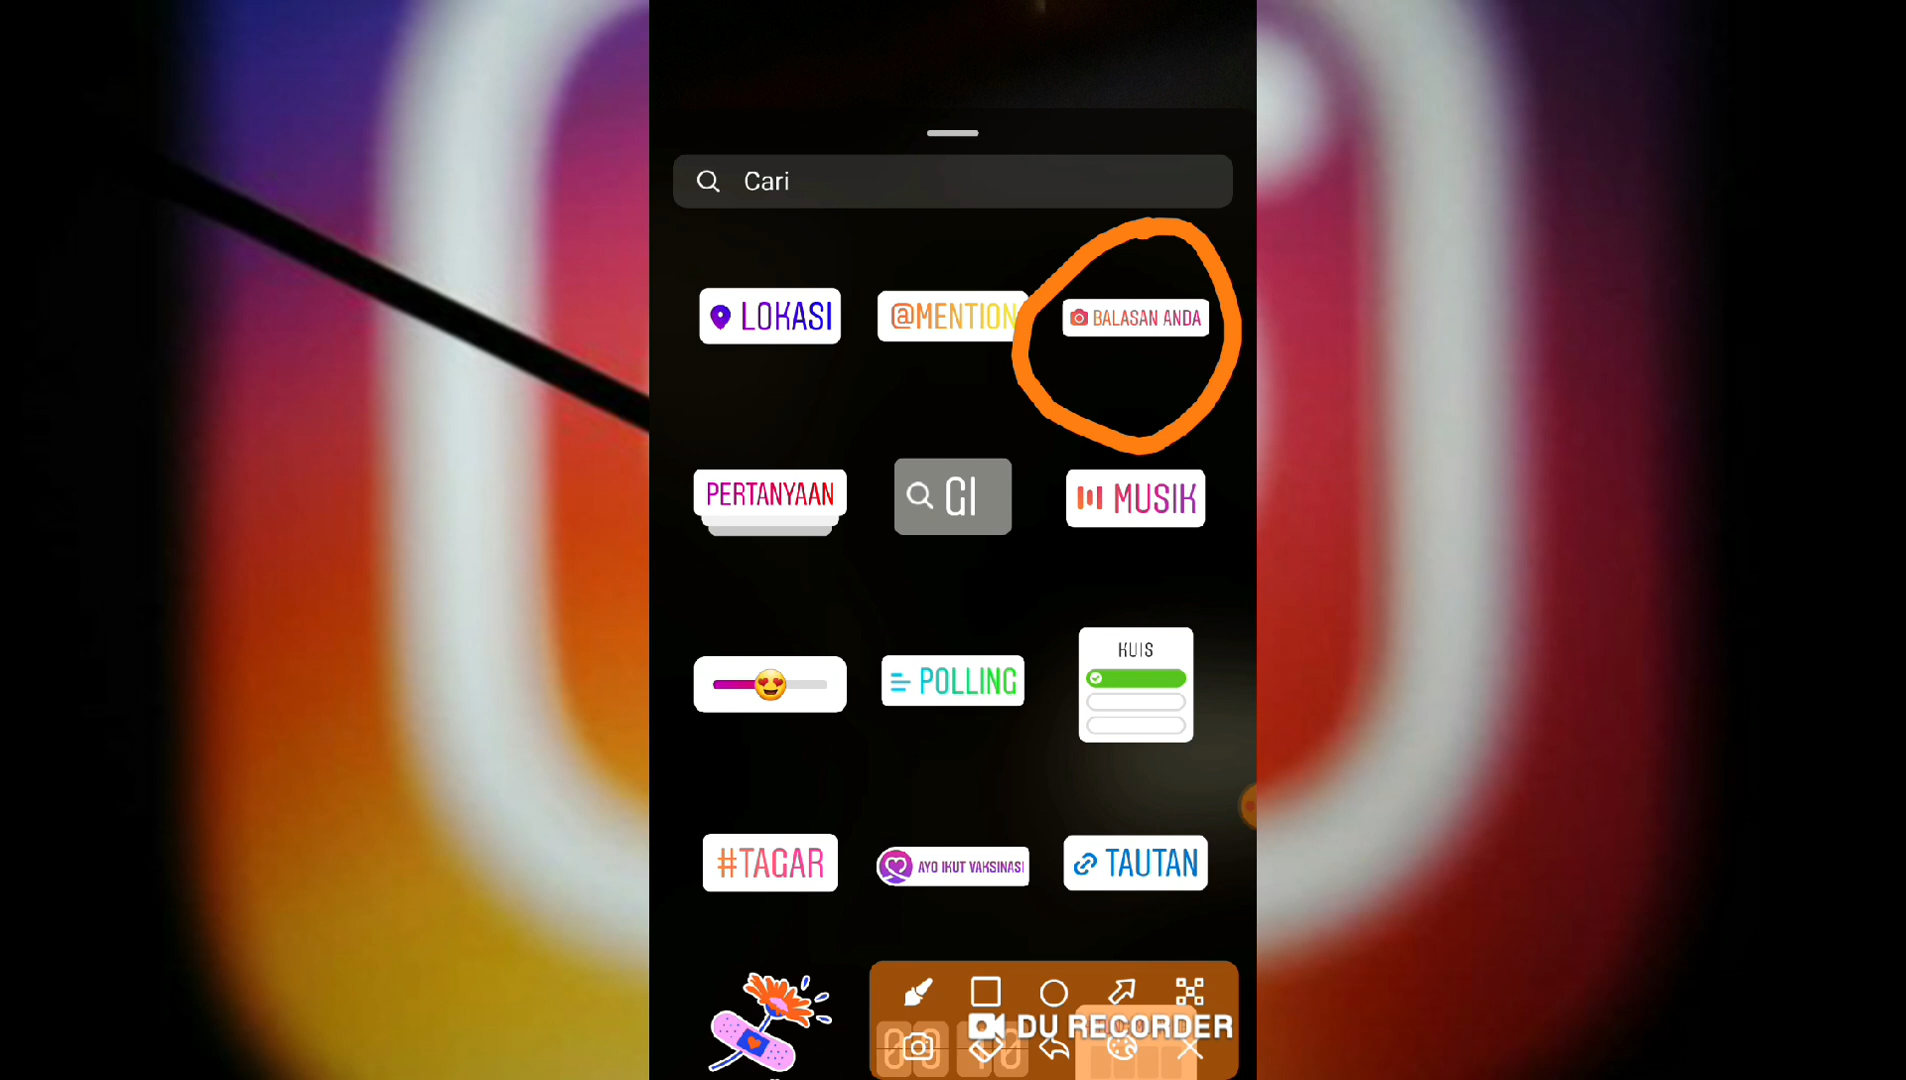 Cari
LOKASI
@MENTION
BALASAN ANDA
PERTANYAAN
GI
MUSIK
POLLING
KUIS
#TAGAR
AYO IKUT VAKSINASI
TAUTAN
DU RECORDER